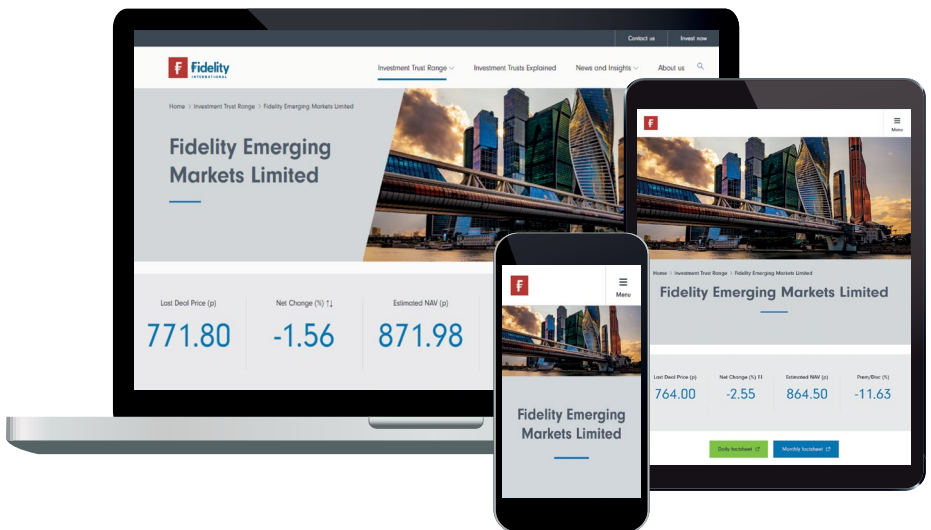 Contact us Invest now
Fidelity
INTERNATIONAL
Investment Trust Range Investment Trusts Explained News and Insights About us
Home > Investment Trust Range > Fidelity Emerging Markets Limited
Fidelity Emerging
Markets Limited
Last Deal Price (p) Net Change (%) ↑↓ Estimated NAV (p)
771.80 -1.56 871.98
Menu
Fidelity Emerging
Markets Limited
Menu
Home > Investment Trust Range > Fidelity Emerging Markets Limited
Fidelity Emerging Markets Limited
Last Deal Price (p) Net Change (%) ↑↓ Estimated NAV (p) Prem/Disc (%)
764.00 -2.55 864.50 -11.63
Daily factsheet Monthly factsheet